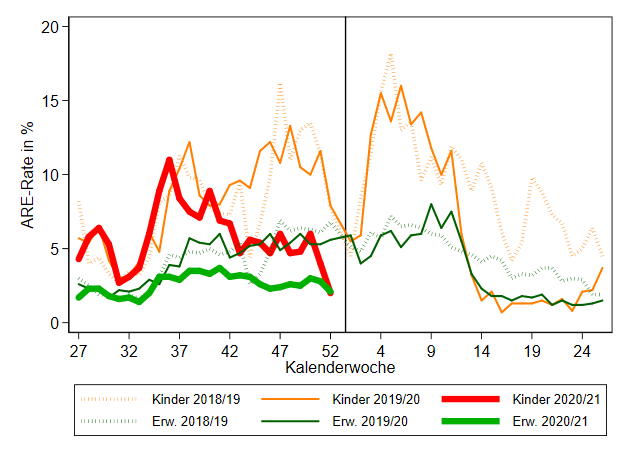 ARE-Rate in %
20
15
10
5
0
27 32 37 42 47 52 4 9 14 19 24
Kalenderwoche
Kinder 2018/19 Kinder 2019/20 Kinder 2020/21
Erw. 2018/19 Erw. 2019/20 Erw. 2020/21